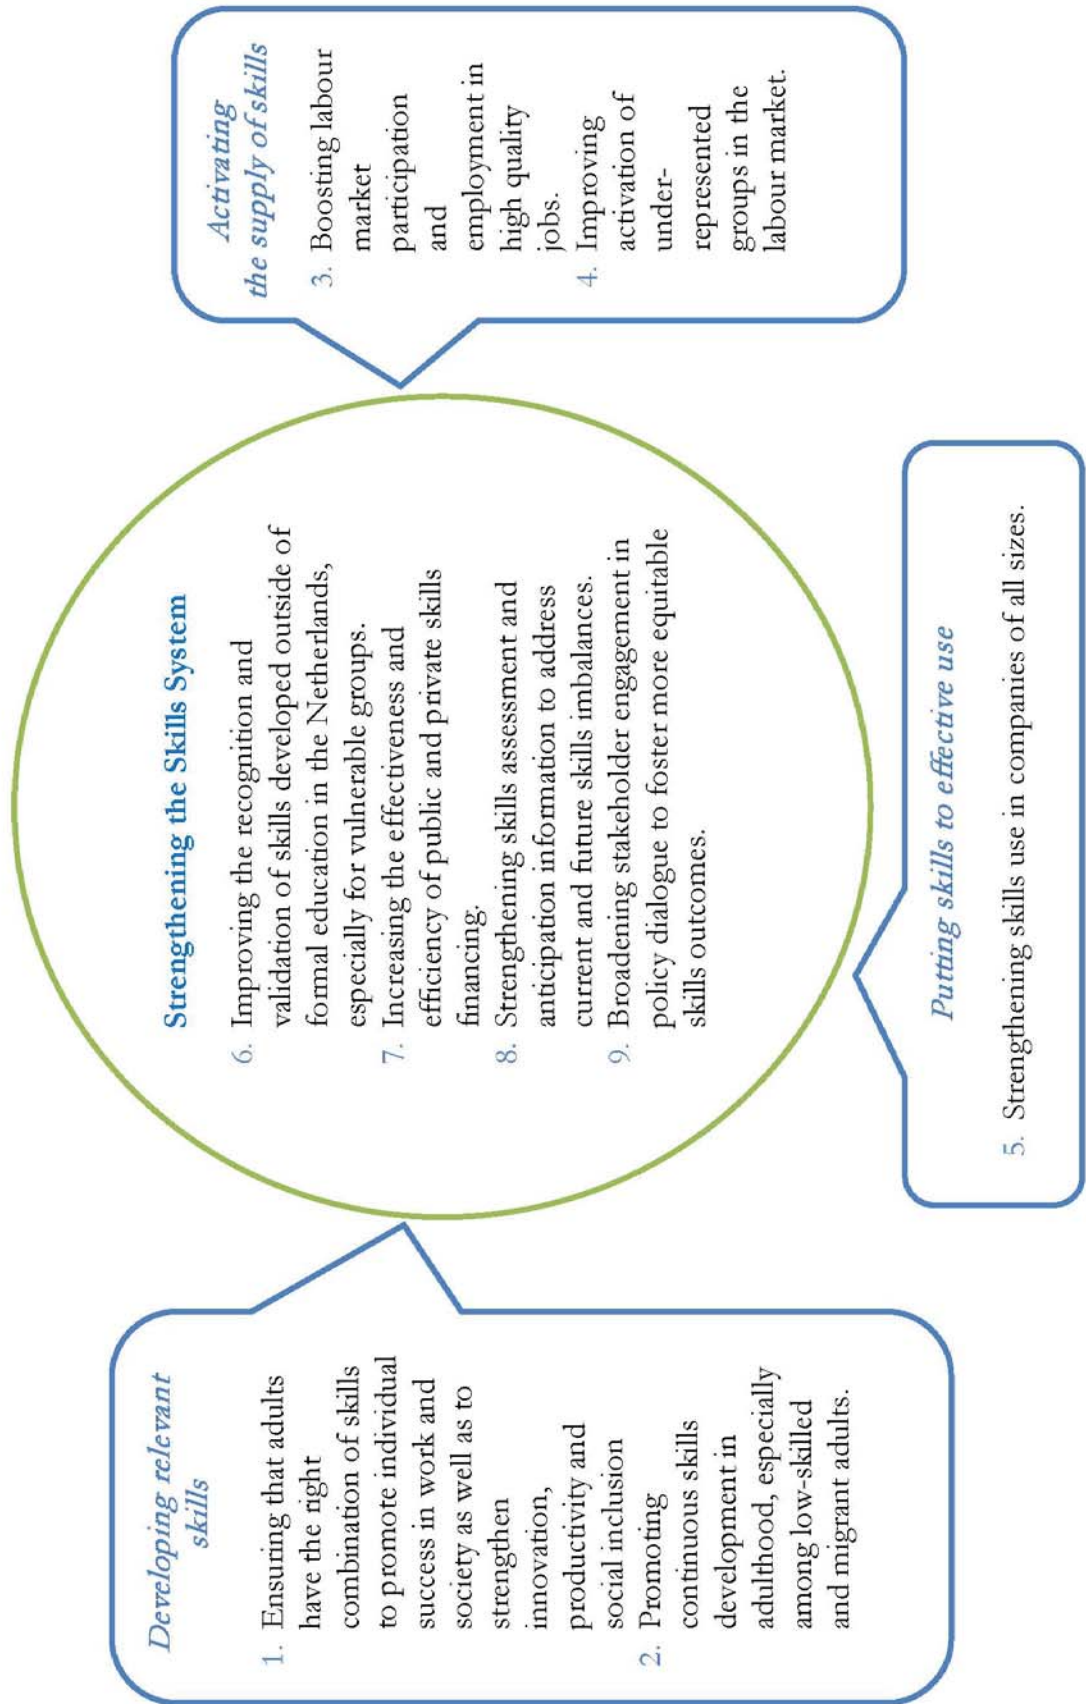 Developing relevant
skills
1. Ensuring that adults
have the right
combination of skills
to promote individual
success in work and
society as well as to
strengthen
innovation,
productivity and
social inclusion
2. Promoting
continuous skills
development in
adulthood, especially
among low-skilled
and migrant adults.
Strengthening the Skills System
6. Improving the recognition and
validation of skills developed outside of
formal education in the Netherlands,
especially for vulnerable groups.
7. Increasing the effectiveness and
efficiency of public and private skills
financing.
8. Strengthening skills assessment and
anticipation information to address
current and future skills imbalances.
9. Broadening stakeholder engagement in
policy dialogue to foster more equitable
skills outcomes.
Activating
the supply of skills
3. Boosting labour
market
participation
and
employment in
high quality
jobs.
4. Improving
activation of
under-
represented
groups in the
labour market.
Putting skills to effective use
5. Strengthening skills use in companies of all sizes.